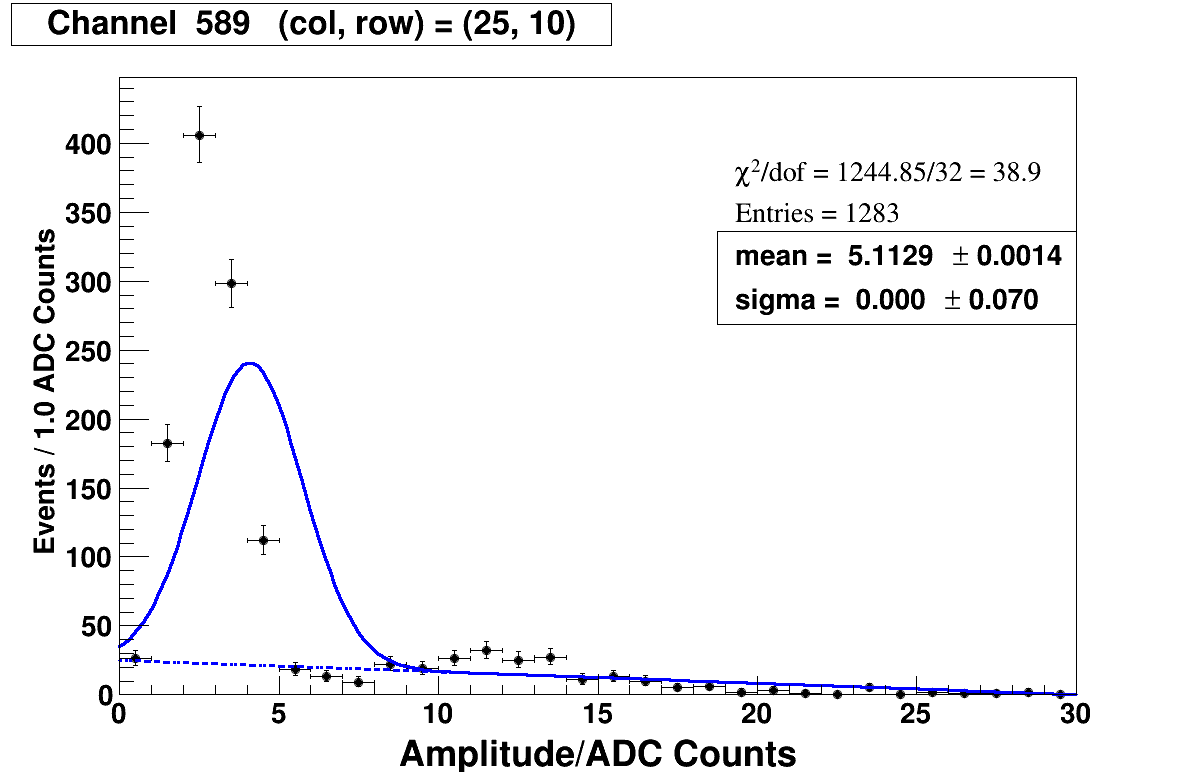 Channel 589 (col, row) = (25, 10)
χ²/dof = 1244.85/32 = 38.9
Entries = 1283
mean = 5.1129 ± 0.0014
sigma = 0.000 ± 0.070
Events / 1.0 ADC Counts
400
350
300
250
200
150
100
50
0
0 5 10 15 20 25 30
Amplitude/ADC Counts